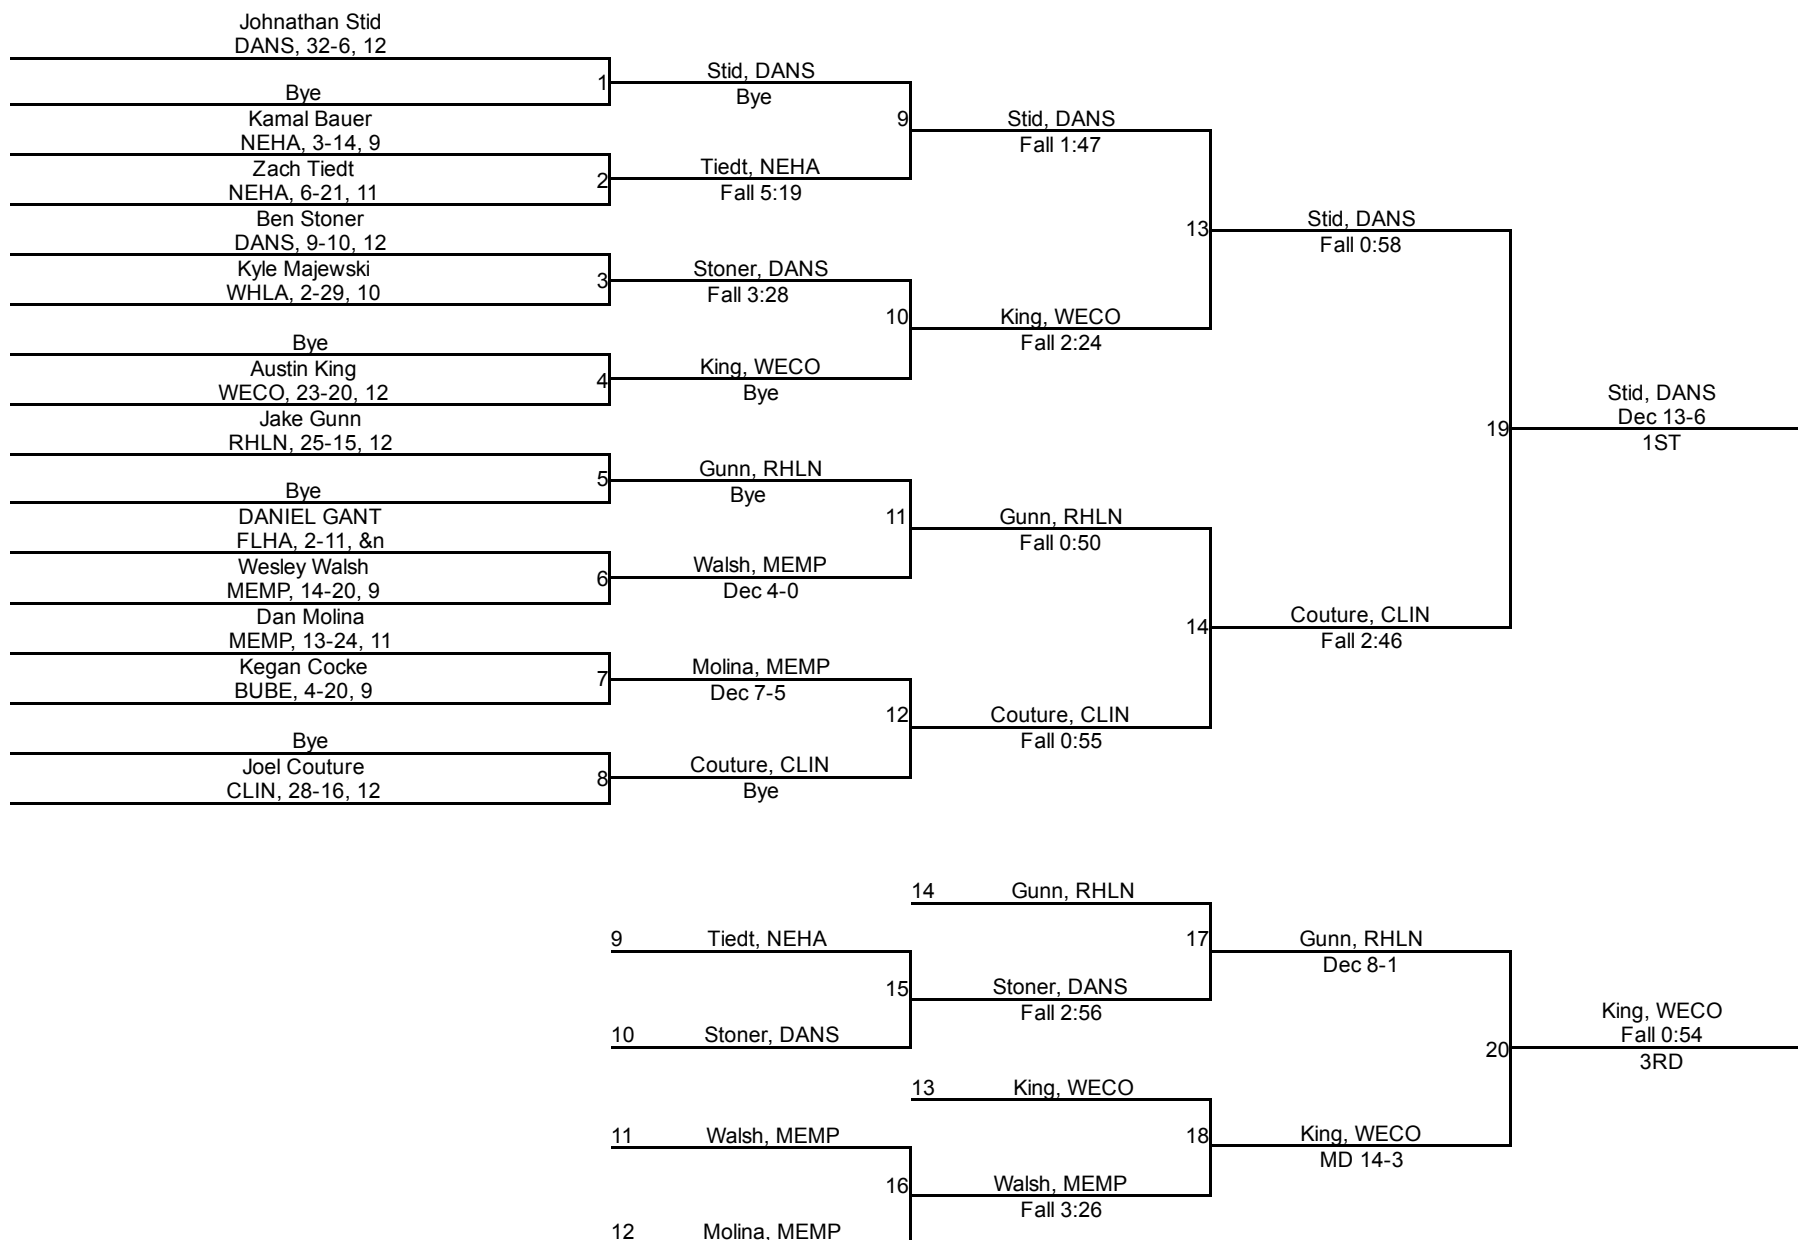 Johnathan Stid
DANS, 32-6, 12
Bye
1
Kamal Bauer
NEHA, 3-14, 9
Zach Tiedt
NEHA, 6-21, 11
2
Ben Stoner
DANS, 9-10, 12
Kyle Majewski
WHLA, 2-29, 10
3
Bye
Austin King
WECO, 23-20, 12
4
Jake Gunn
RHLN, 25-15, 12
Bye
5
DANIEL GANT
FLHA, 2-11, &n
Wesley Walsh
MEMP, 14-20, 9
6
Dan Molina
MEMP, 13-24, 11
Kegan Cocke
BUBE, 4-20, 9
7
Bye
Joel Couture
CLIN, 28-16, 12
8
Stid, DANS
Bye
9
Tiedt, NEHA
Fall 5:19
Stoner, DANS
Fall 3:28
10
King, WECO
Bye
Gunn, RHLN
Bye
11
Walsh, MEMP
Dec 4-0
Molina, MEMP
Dec 7-5
12
Couture, CLIN
Bye
Stid, DANS
Fall 1:47
13
King, WECO
Fall 2:24
Gunn, RHLN
Fall 0:50
14
Couture, CLIN
Fall 0:55
Stid, DANS
Fall 0:58
19
Couture, CLIN
Fall 2:46
Stid, DANS
Dec 13-6
1ST
14 Gunn, RHLN
9 Tiedt, NEHA
17
15
Stoner, DANS
Fall 2:56
10 Stoner, DANS
Gunn, RHLN
Dec 8-1
13 King, WECO
11 Walsh, MEMP
18
16
Walsh, MEMP
Fall 3:26
12 Molina, MEMP
King, WECO
MD 14-3
20
King, WECO
Fall 0:54
3RD